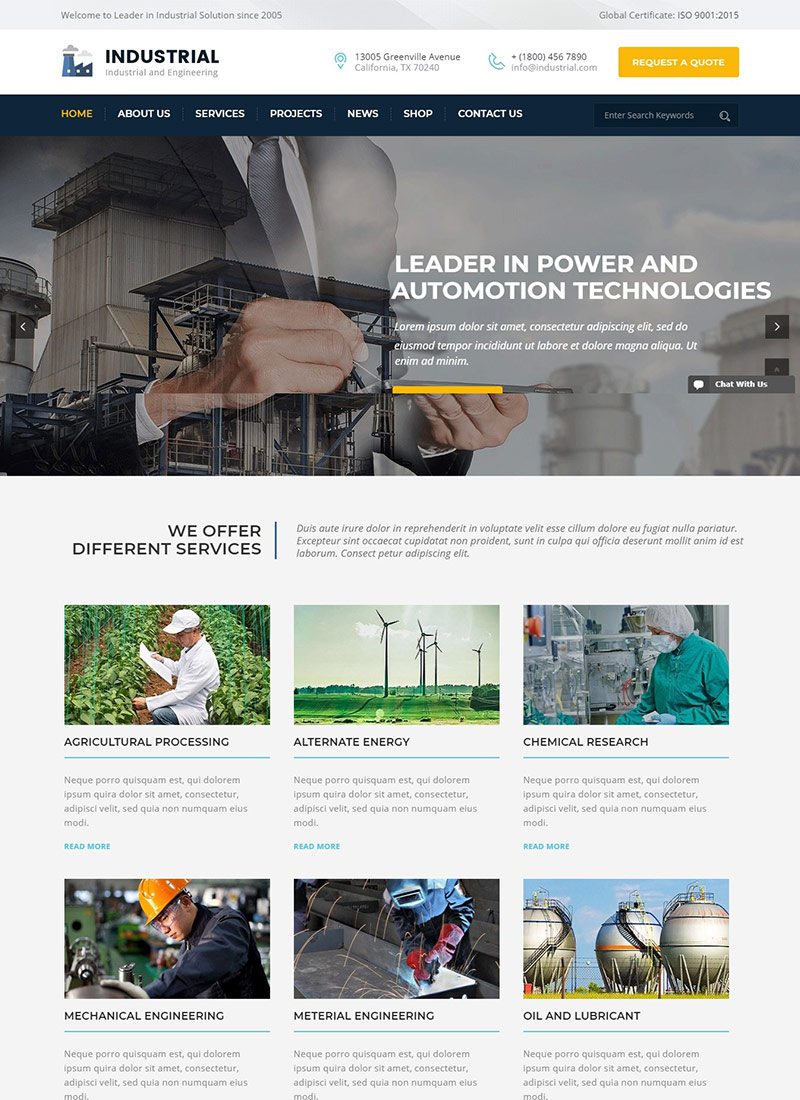 Welcome to Leader in Industrial Solution since 2005
Global Certificate: ISO 9001:2015
INDUSTRIAL
Industrial and Engineering
13005 Greenville Avenue
California, TX 70240
+ (1800) 456 7890
info@industrial.com
REQUEST A QUOTE
HOME ABOUT US SERVICES PROJECTS NEWS SHOP CONTACT US
Enter Search Keywords
LEADER IN POWER AND
AUTOMOTION TECHNOLOGIES
Lorem ipsum dolor sit amet, consectetur adipiscing elit, sed do
eiusmod tempor incididunt ut labore et dolore magna aliqua. Ut
enim ad minim.
Chat With Us
WE OFFER
DIFFERENT SERVICES
Duis aute irure dolor in reprehenderit in voluptate velit esse cillum dolore eu fugiat nulla pariatur.
Excepteur sint occaecat cupidatat non proident, sunt in culpa qui officia deserunt mollit anim id est
laborum. Consect petur adipiscing elit.
AGRICULTURAL PROCESSING
Neque porro quisquam est, qui dolorem
ipsum quira dolor sit amet, consectetur,
adipisci velit, sed quia non numquam eius
modi.
READ MORE
ALTERNATE ENERGY
Neque porro quisquam est, qui dolorem
ipsum quira dolor sit amet, consectetur,
adipisci velit, sed quia non numquam eius
modi.
READ MORE
CHEMICAL RESEARCH
Neque porro quisquam est, qui dolorem
ipsum quira dolor sit amet, consectetur,
adipisci velit, sed quia non numquam eius
modi.
READ MORE
MECHANICAL ENGINEERING
Neque porro quisquam est, qui dolorem
ipsum quira dolor sit amet, consectetur,
adipisci velit, sed quia non numquam eius
modi.
METERIAL ENGINEERING
Neque porro quisquam est, qui dolorem
ipsum quira dolor sit amet, consectetur,
adipisci velit, sed quia non numquam eius
modi.
OIL AND LUBRICANT
Neque porro quisquam est, qui dolorem
ipsum quira dolor sit amet, consectetur,
adipisci velit, sed quia non numquam eius
modi.